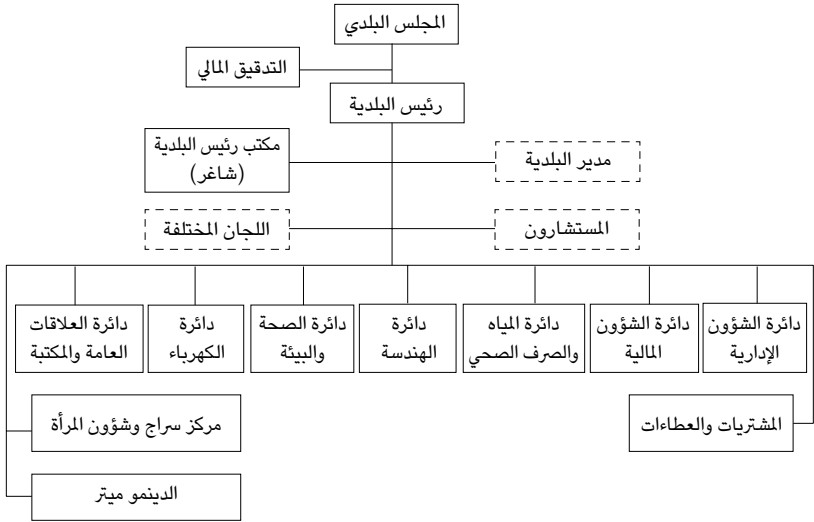 المجلس البلدي
التدقيق المالي
رئيس البلدية
مدير البلدية
مكتب رئيس البلدية
(شاغر)
المستشارون
اللجان المختلفة
دائرة الشؤون
الإدارية
دائرة الشؤون
المالية
دائرة المياه
والصرف الصحي
دائرة
الهندسة
دائرة الصحة
والبيئة
دائرة
الكهرباء
دائرة العلاقات
العامة والمكتبة
المشتريات والعطاءات
مركز سراج وشؤون المرأة
الدينمو ميتر